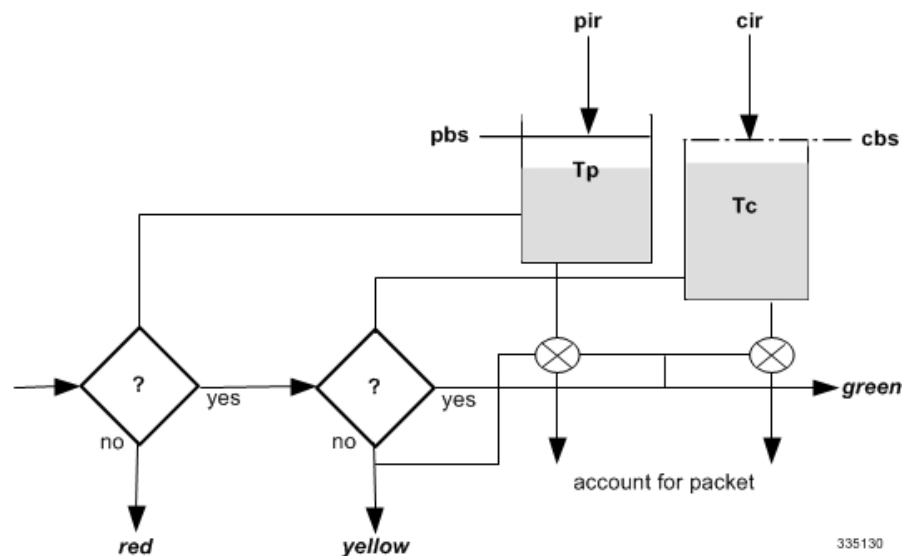 pir
cir
pbs
cbs
Tp
Tc
?
?
yes
yes
green
no
no
account for packet
red
yellow
335130